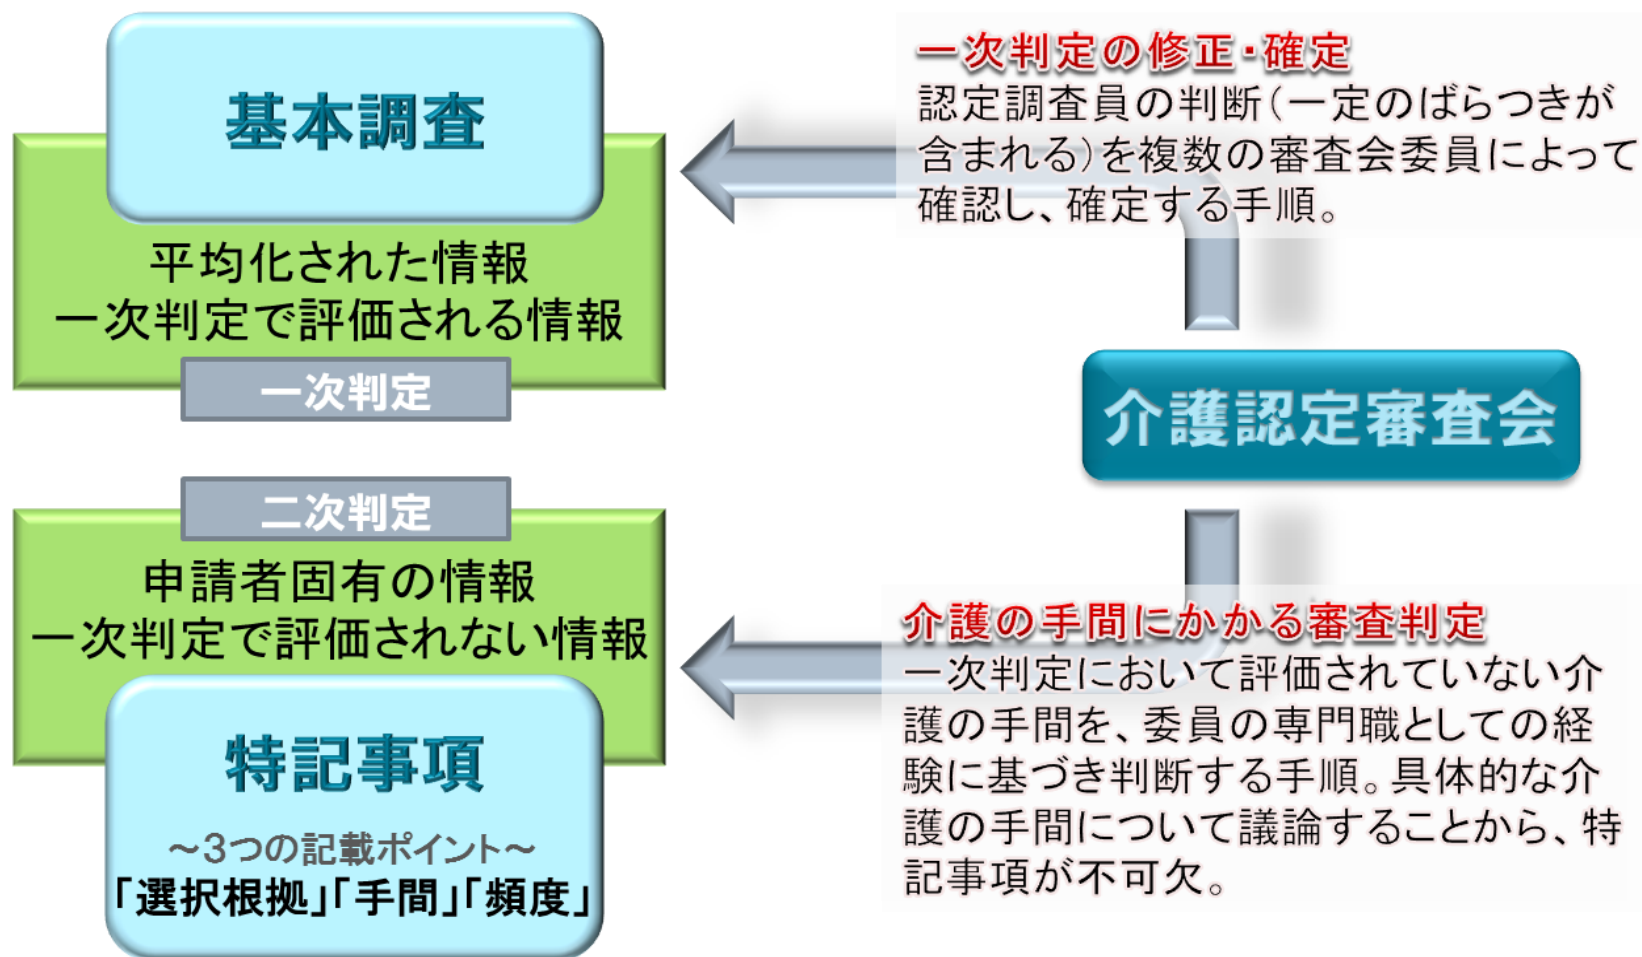 基本調査
平均化された情報
一次判定で評価される情報
一次判定
二次判定
申請者固有の情報
一次判定で評価されない情報
特記事項
～3つの記載ポイント～
「選択根拠」「手間」「頻度」
一次判定の修正・確定
認定調査員の判断（一定のばらつきが
含まれる）を複数の審査会委員によって
確認し、確定する手順。
介護認定審査会
介護の手間にかかる審査判定
一次判定において評価されていない介
護の手間を、委員の専門職としての経
験に基づき判断する手順。具体的な介
護の手間について議論することから、特
記事項が不可欠。